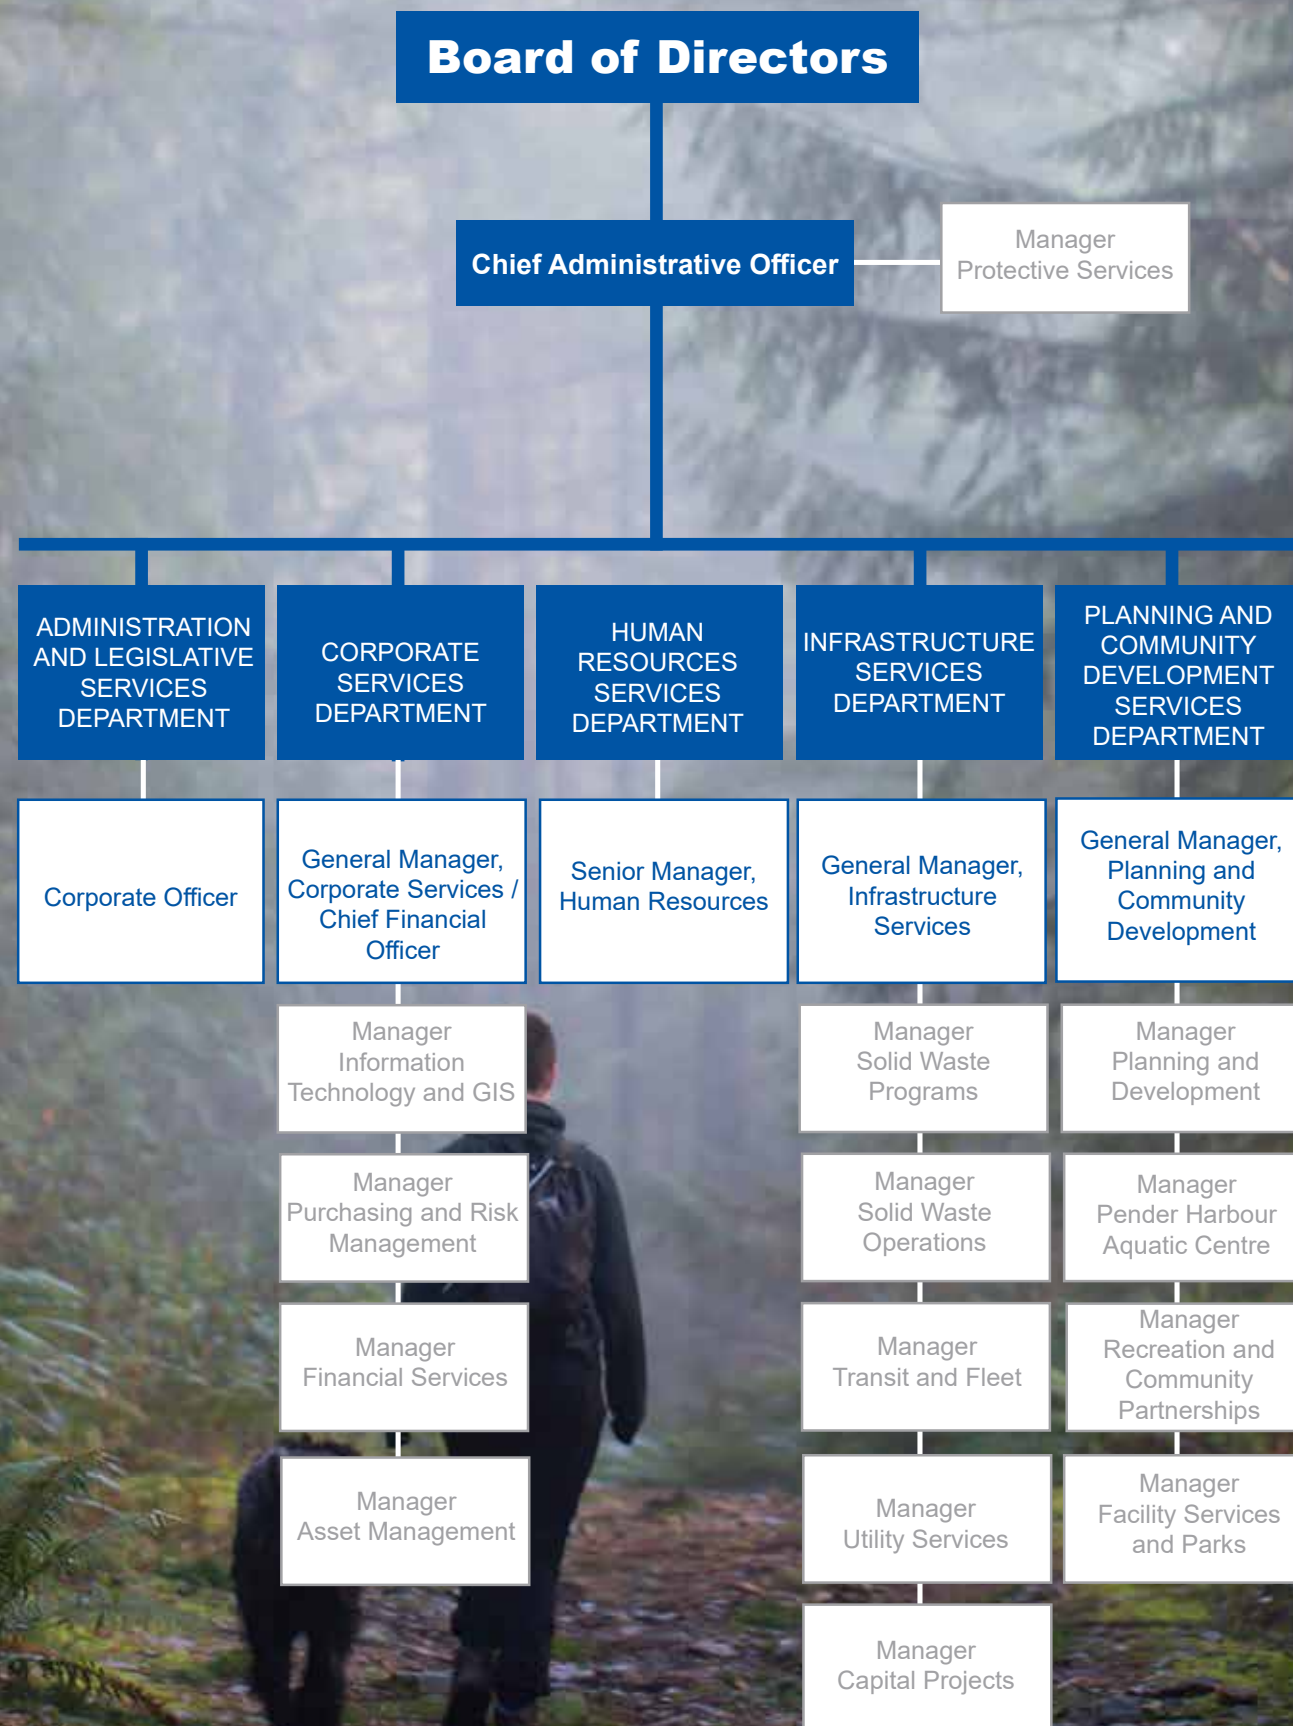 Board of Directors
Chief Administrative Officer
Manager
Protective Services
ADMINISTRATION
AND LEGISLATIVE
SERVICES
DEPARTMENT
CORPORATE
SERVICES
DEPARTMENT
HUMAN
RESOURCES
SERVICES
DEPARTMENT
INFRASTRUCTURE
SERVICES
DEPARTMENT
PLANNING AND
COMMUNITY
DEVELOPMENT
SERVICES
DEPARTMENT
Corporate Officer
General Manager,
Corporate Services /
Chief Financial
Officer
Senior Manager,
Human Resources
General Manager,
Infrastructure
Services
General Manager,
Planning and
Community
Development
Manager
Information
Technology and GIS
Manager
Purchasing and Risk
Management
Manager
Financial Services
Manager
Asset Management
Manager
Solid Waste
Programs
Manager
Solid Waste
Operations
Manager
Transit and Fleet
Manager
Utility Services
Manager
Capital Projects
Manager
Planning and
Development
Manager
Pender Harbour
Aquatic Centre
Manager
Recreation and
Community
Partnerships
Manager
Facility Services
and Parks